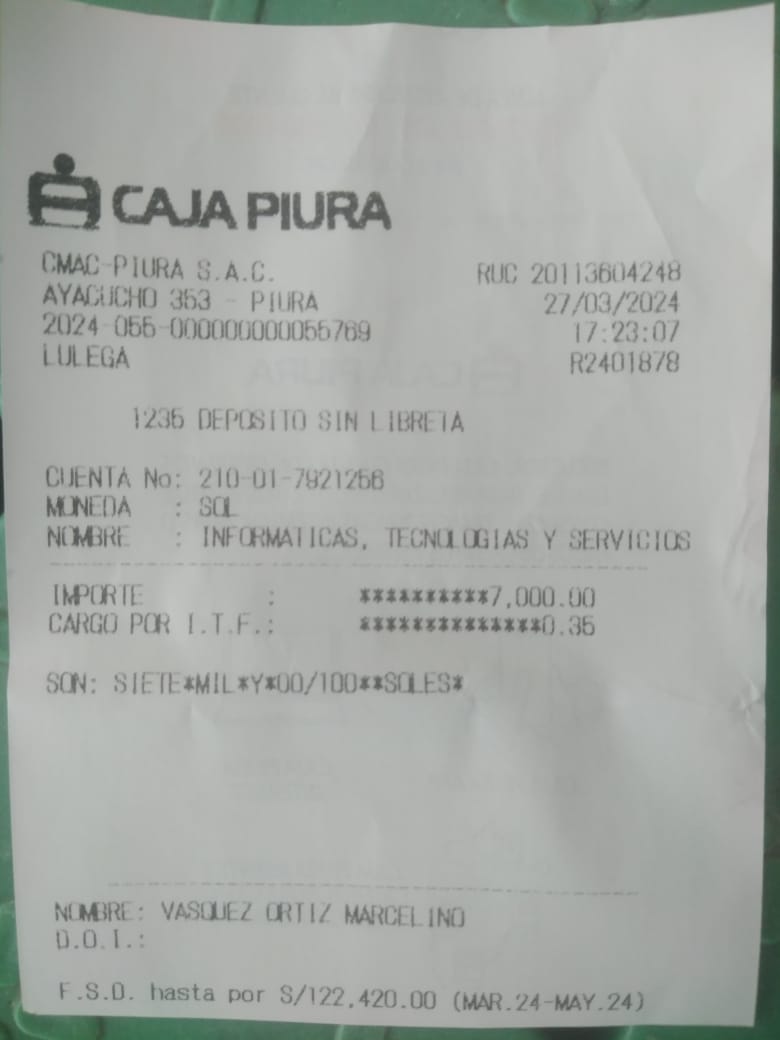 CAJA PIURA
CMAC-PIURA S.A.C. RUC 20113604248
AYACUCHO 353 - PIURA 27/03/2024
2024-055-000000000055769 17:23:07
LULEGA R2401878
1235 DEPOSITO SIN LIBRETA
CUENTA No: 210-01-7921256
MONEDA : SOL
NOMBRE : INFORMATICAS, TECNOLOGIAS Y SERVICIOS
IMPORTE : **********7,000.00
CARGO POR I.T.F.: **************0.35
SON: SIETE*MIL*Y*00/100**SOLES*
NOMBRE: VASQUEZ ORTIZ MARCELINO
D.O.I.:
F.S.D. hasta por S/122,420.00 (MAR.24-MAY.24)